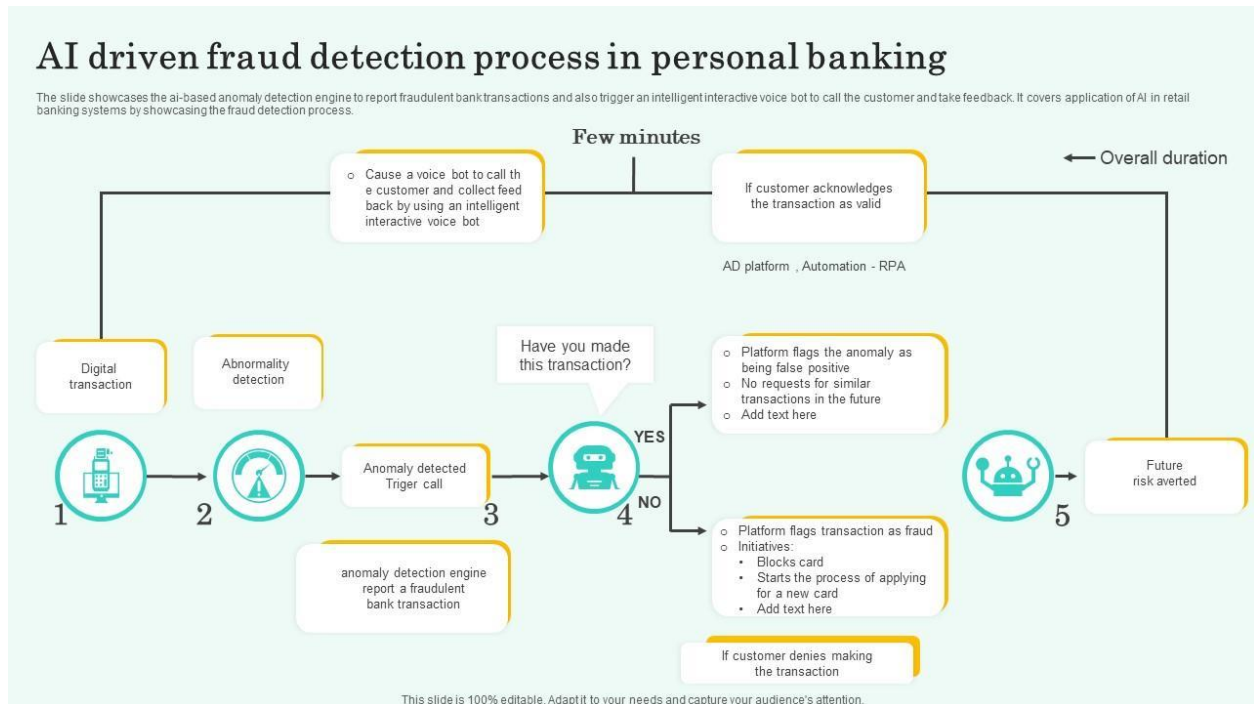 AI driven fraud detection process in personal banking
The slide showcases the ai-based anomaly detection engine to report fraudulent bank transactions and also trigger an intelligent interactive voice bot to call the customer and take feedback. It covers application of AI in retail
banking systems by showcasing the fraud detection process.
Few minutes
Overall duration
Cause a voice bot to call th
e customer and collect feed
back by using an intelligent
interactive voice bot
If customer acknowledges
the transaction as valid
AD platform , Automation - RPA
Digital
transaction
Abnormality
detection
Have you made
this transaction?
Platform flags the anomaly as
being false positive
No requests for similar
transactions in the future
Add text here
YES
NO
Anomaly detected
Triger call
1
2
3
4
5
Future
risk averted
anomaly detection engine
report a fraudulent
bank transaction
Platform flags transaction as fraud
Initiatives:
Blocks card
Starts the process of applying
for a new card
Add text here
If customer denies making
the transaction
This slide is 100% editable. Adapt it to your needs and capture your audience's attention.